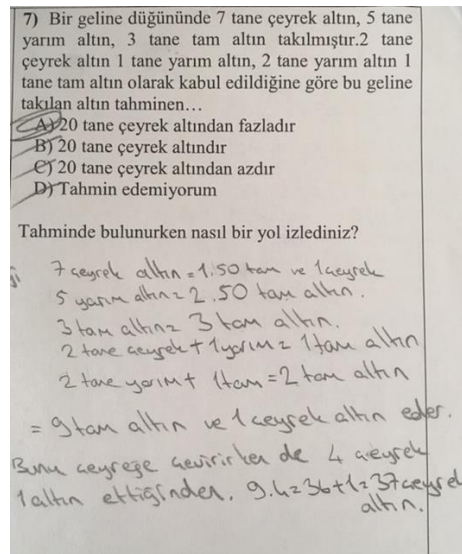 7) Bir geline düğününde 7 tane çeyrek altın, 5 tane
yarım altın, 3 tane tam altın takılmıştır.2 tane
çeyrek altın 1 tane yarım altın, 2 tane yarım altın 1
tane tam altın olarak kabul edildiğine göre bu geline
takılan altın tahminen…
A) 20 tane çeyrek altından fazladır
B) 20 tane çeyrek altındır
C) 20 tane çeyrek altından azdır
D) Tahmin edemiyorum
Tahminde bulunurken nasıl bir yol izlediniz?
7 çeyrek altın = 1.50 tam ve 1 çeyrek
5 yarım altın = 2.50 tam altın.
3 tam altın = 3 tam altın.
2 tane çeyrek + 1 yarım = 1 tam altın
2 tane yarım + 1 tam = 2 tam altın
= 9 tam altın ve 1 çeyrek altın eder.
Bunu çeyreğe çevirirken de 4 çeyrek
1 altın ettiğinden. 9.4=36+1=37 çeyrek
altın.